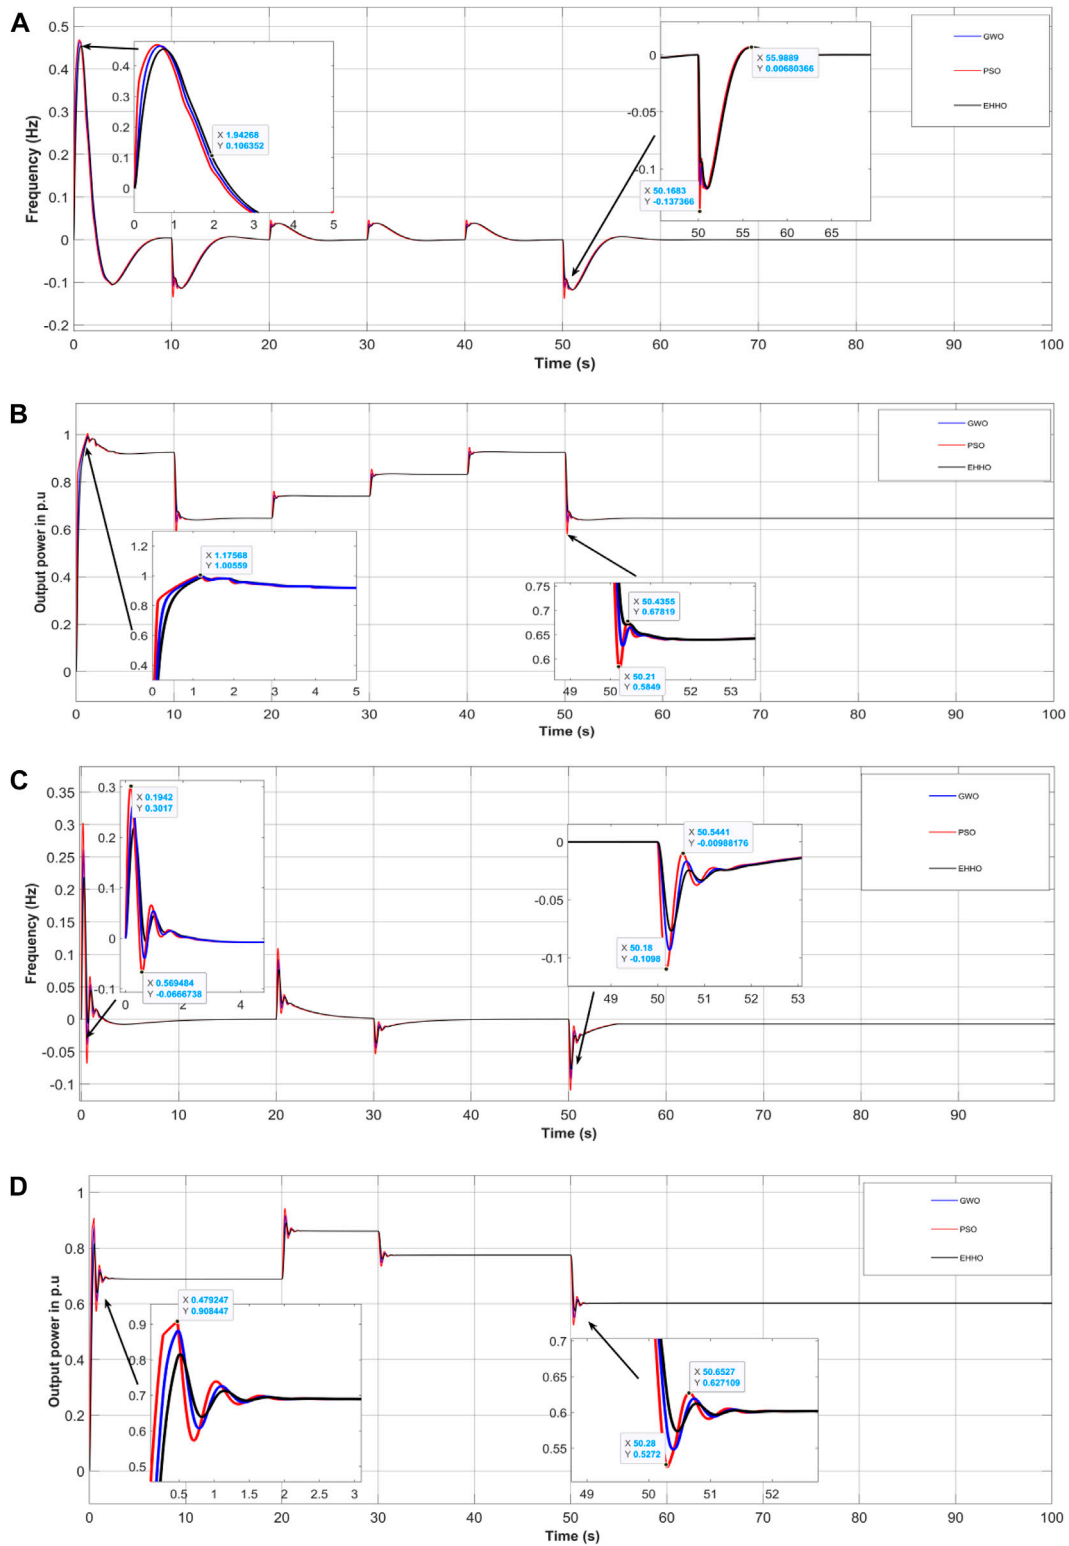 A
Frequency (Hz)
0.5
0.4
0.3
0.2
0.1
0
-0.1
-0.2
0 10 20 30 40 50 60 70 80 90 100
Time (s)
GWO
PSO
EHHO
0.4
0.3
0.2
0.1
0
0 1 2 3 4 5
X 1.94268
Y 0.106352
0
-0.05
-0.1
50 55 60 65
X 55.9889
Y 0.00680366
X 50.1683
Y -0.137366
B
Output power in p.u
1
0.8
0.6
0.4
0.2
0
0 10 20 30 40 50 60 70 80 90 100
Time (s)
GWO
PSO
EHHO
1.2
1
0.8
0.6
0.4
0 1 2 3 4 5
X 1.17568
Y 1.00559
0.75
0.7
0.65
0.6
49 50 52 53
X 50.4355
Y 0.67819
X 50.21
Y 0.5849
C
Frequency (Hz)
0.35
0.3
0.25
0.2
0.15
0.1
0.05
0
-0.05
-0.1
0 10 20 30 40 50 60 70 80 90
Time (s)
GWO
PSO
EHHO
0.3
0.2
0.1
0
-0.1
0 2 4
X 0.1942
Y 0.3017
X 0.569484
Y -0.0666738
0
-0.05
-0.1
49 50 51 52 53
X 50.5441
Y -0.00988176
X 50.18
Y -0.1098
D
Output power in p.u
1
0.8
0.6
0.4
0.2
0
0 10 20 30 40 50 60 70 80 90 100
Time (s)
GWO
PSO
EHHO
0.9
0.8
0.7
0.6
0.5
0.5 1 1.5 2 2.5 3
X 0.479247
Y 0.908447
0.7
0.65
0.6
0.55
49 50 51 52
X 50.6527
Y 0.627109
X 50.28
Y 0.5272